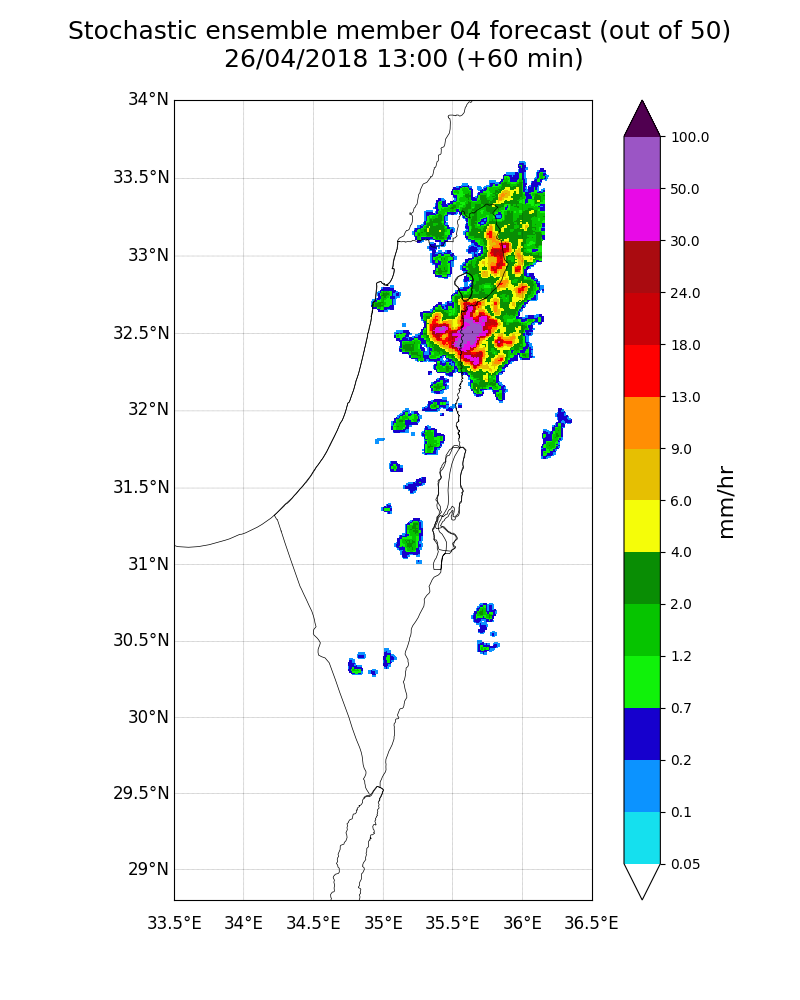 Stochastic ensemble member 04 forecast (out of 50)
26/04/2018 13:00 (+60 min)
34°N
33.5°N
33°N
32.5°N
32°N
31.5°N
31°N
30.5°N
30°N
29.5°N
29°N
33.5°E
34°E
34.5°E
35°E
35.5°E
36°E
36.5°E
100.0
50.0
30.0
24.0
18.0
13.0
9.0
6.0
4.0
2.0
1.2
0.7
0.2
0.1
0.05
mm/hr